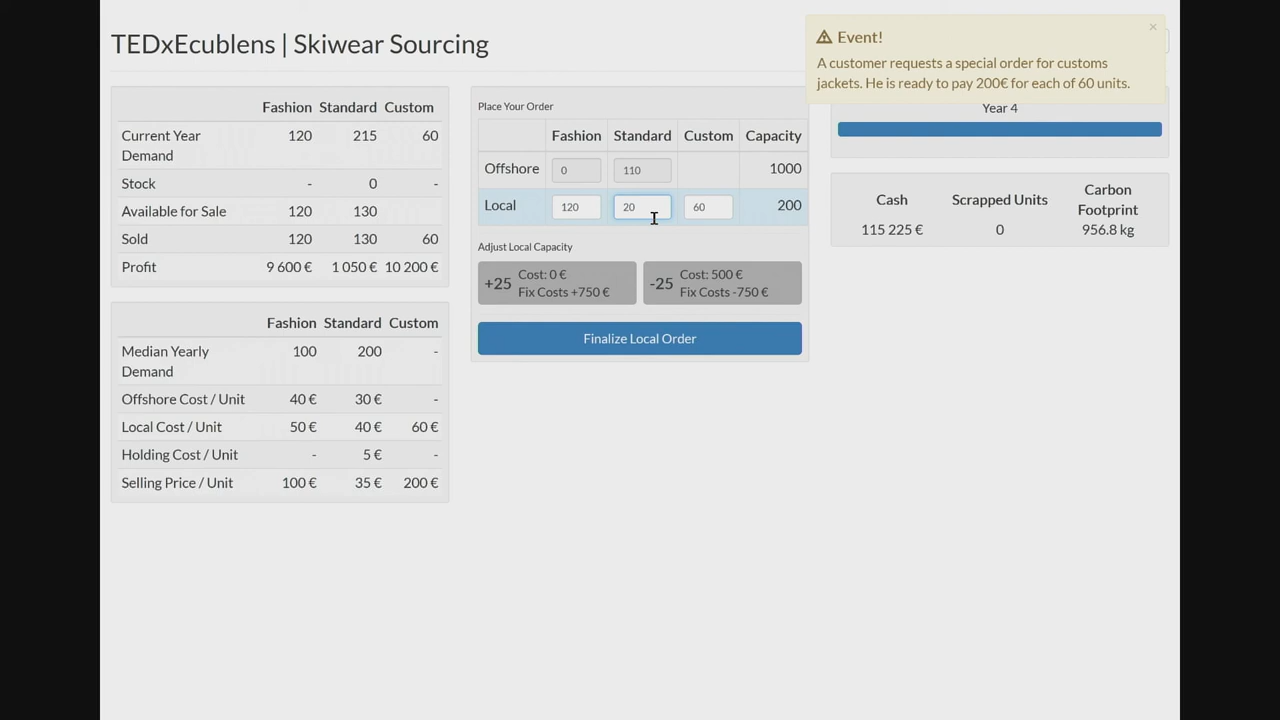 TEDxEcublens | Skiwear Sourcing
Event!
×
A customer requests a special order for customs
jackets. He is ready to pay 200€ for each of 60 units.
Fashion Standard Custom
Current Year Demand 120 215 60
Stock - 0 -
Available for Sale 120 130
Sold 120 130 60
Profit 9 600 € 1 050 € 10 200 €
Fashion Standard Custom
Median Yearly Demand 100 200 -
Offshore Cost / Unit 40 € 30 € -
Local Cost / Unit 50 € 40 € 60 €
Holding Cost / Unit - 5 € -
Selling Price / Unit 100 € 35 € 200 €
Place Your Order
Fashion Standard Custom Capacity
Offshore 0 110 1000
Local 120 20 60 200
Adjust Local Capacity
+25 Cost: 0 € Fix Costs +750 €
-25 Cost: 500 € Fix Costs -750 €
Finalize Local Order
Year 4
Cash Scrapped Units Carbon Footprint
115 225 € 0 956.8 kg